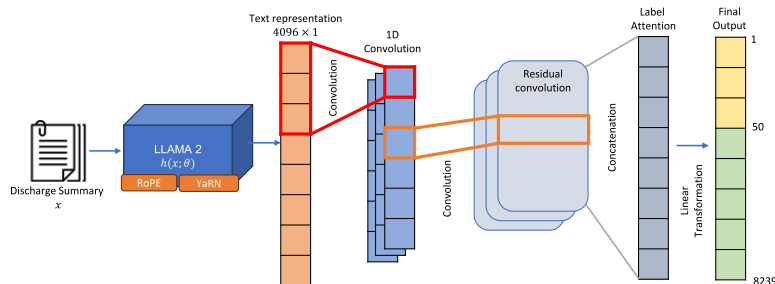 Text representation
4096 × 1
1D
Convolution
Convolution
Residual
convolution
Label
Attention
Final
Output
1
50
8239
Discharge Summary
x
LLAMA 2
h(x; θ)
RoPE
YaRN
Convolution
Concatenation
Linear
Transformation